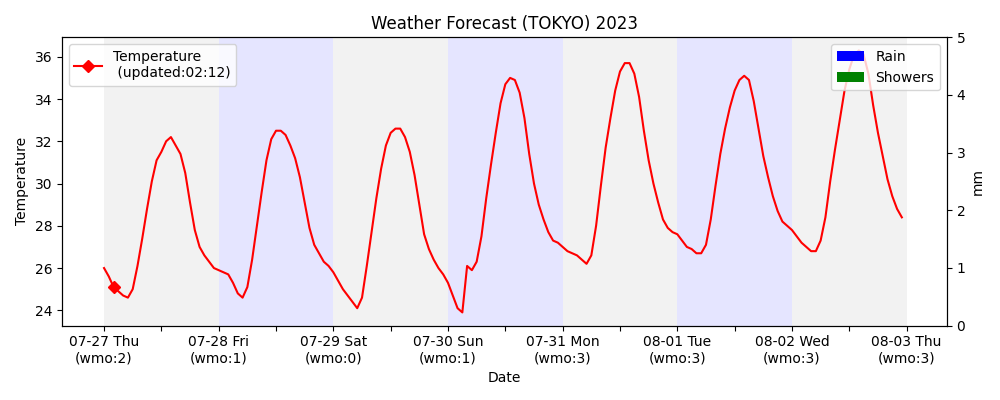 Weather Forecast (TOKYO) 2023
Temperature
(updated:02:12)
Rain
Showers
36
34
32
30
28
26
24
Temperature
5
4
3
2
1
0
mm
07-27 Thu
(wmo:2)
07-28 Fri
(wmo:1)
07-29 Sat
(wmo:0)
07-30 Sun
(wmo:1)
07-31 Mon
(wmo:3)
08-01 Tue
(wmo:3)
08-02 Wed
(wmo:3)
08-03 Thu
(wmo:3)
Date